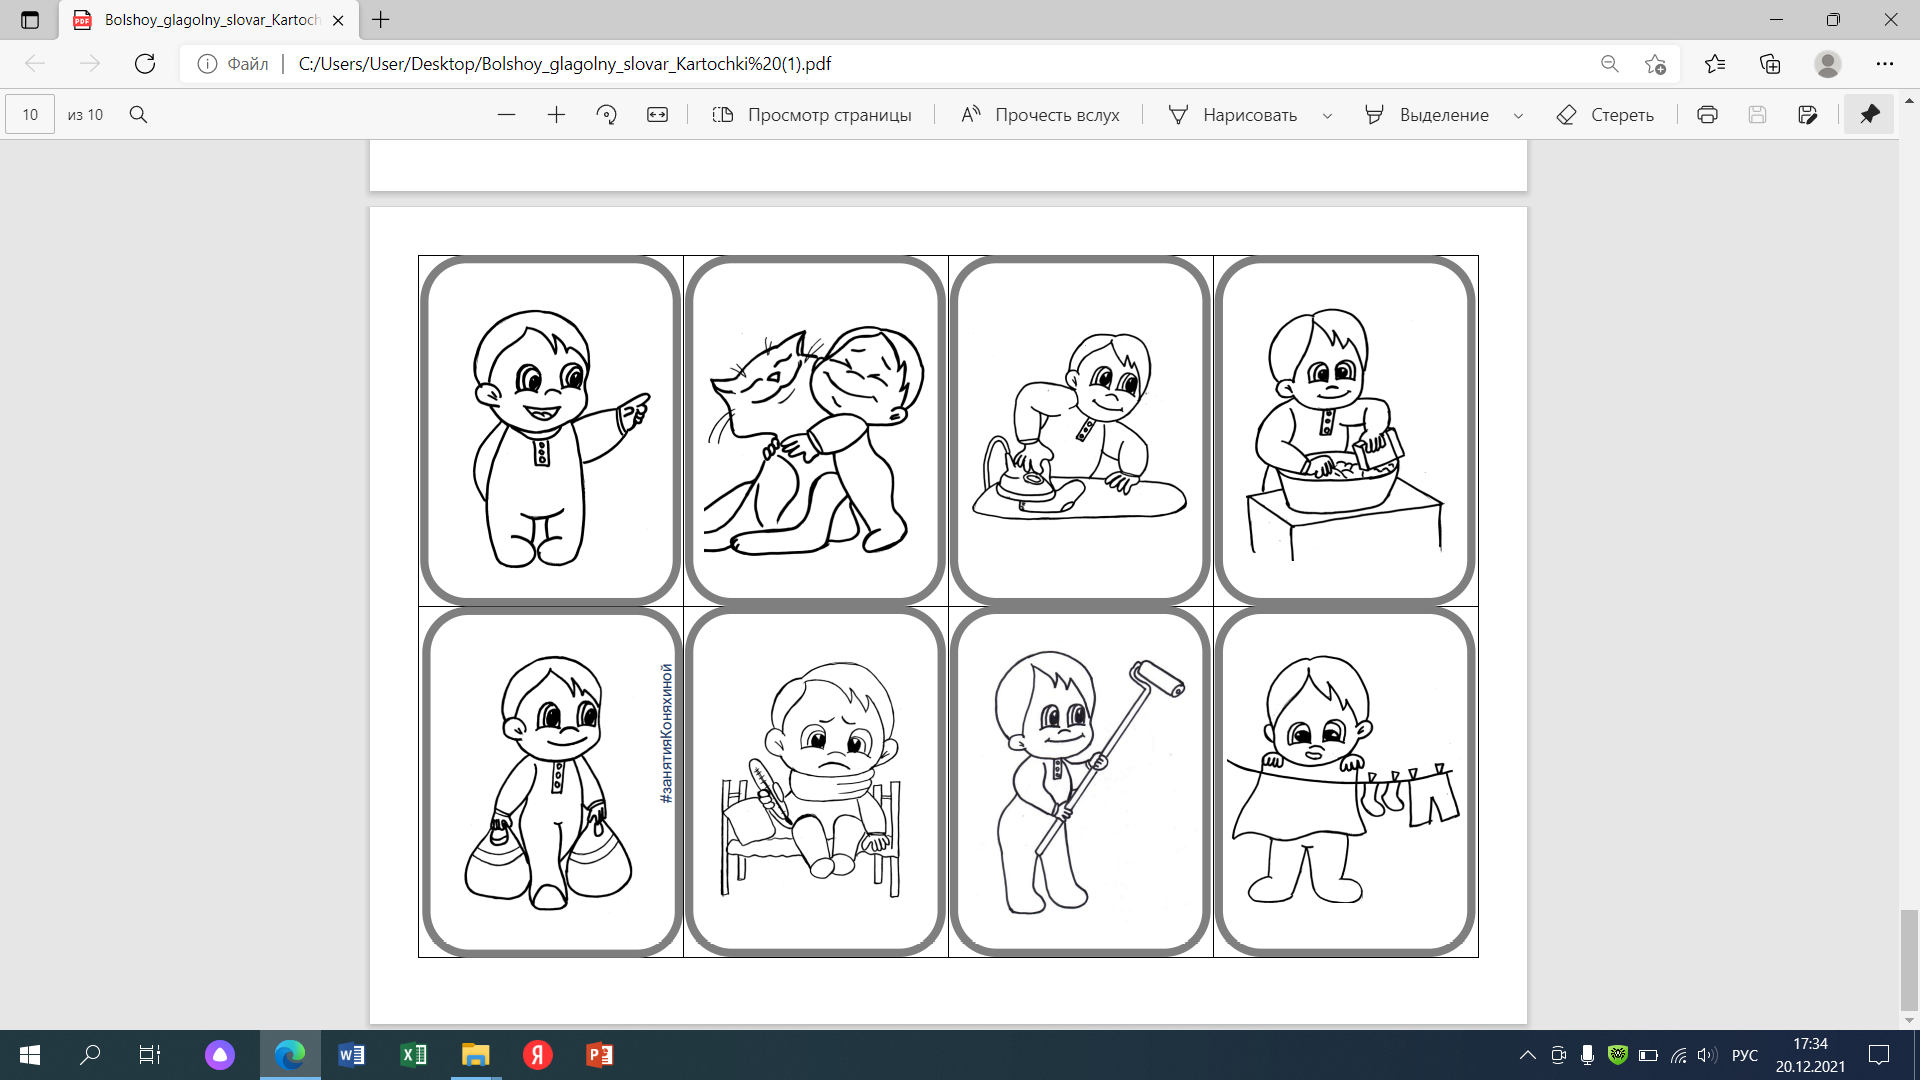 Bolshoy_glagolny_slovar_Kartoch
Файл
C:/Users/User/Desktop/Bolshoy_glagolny_slovar_Kartochki%20(1).pdf
10 из 10
Просмотр страницы
Прочесть вслух
Нарисовать
Выделение
Стереть
#занятияКоняхиной
РУС
17:34
20.12.2021